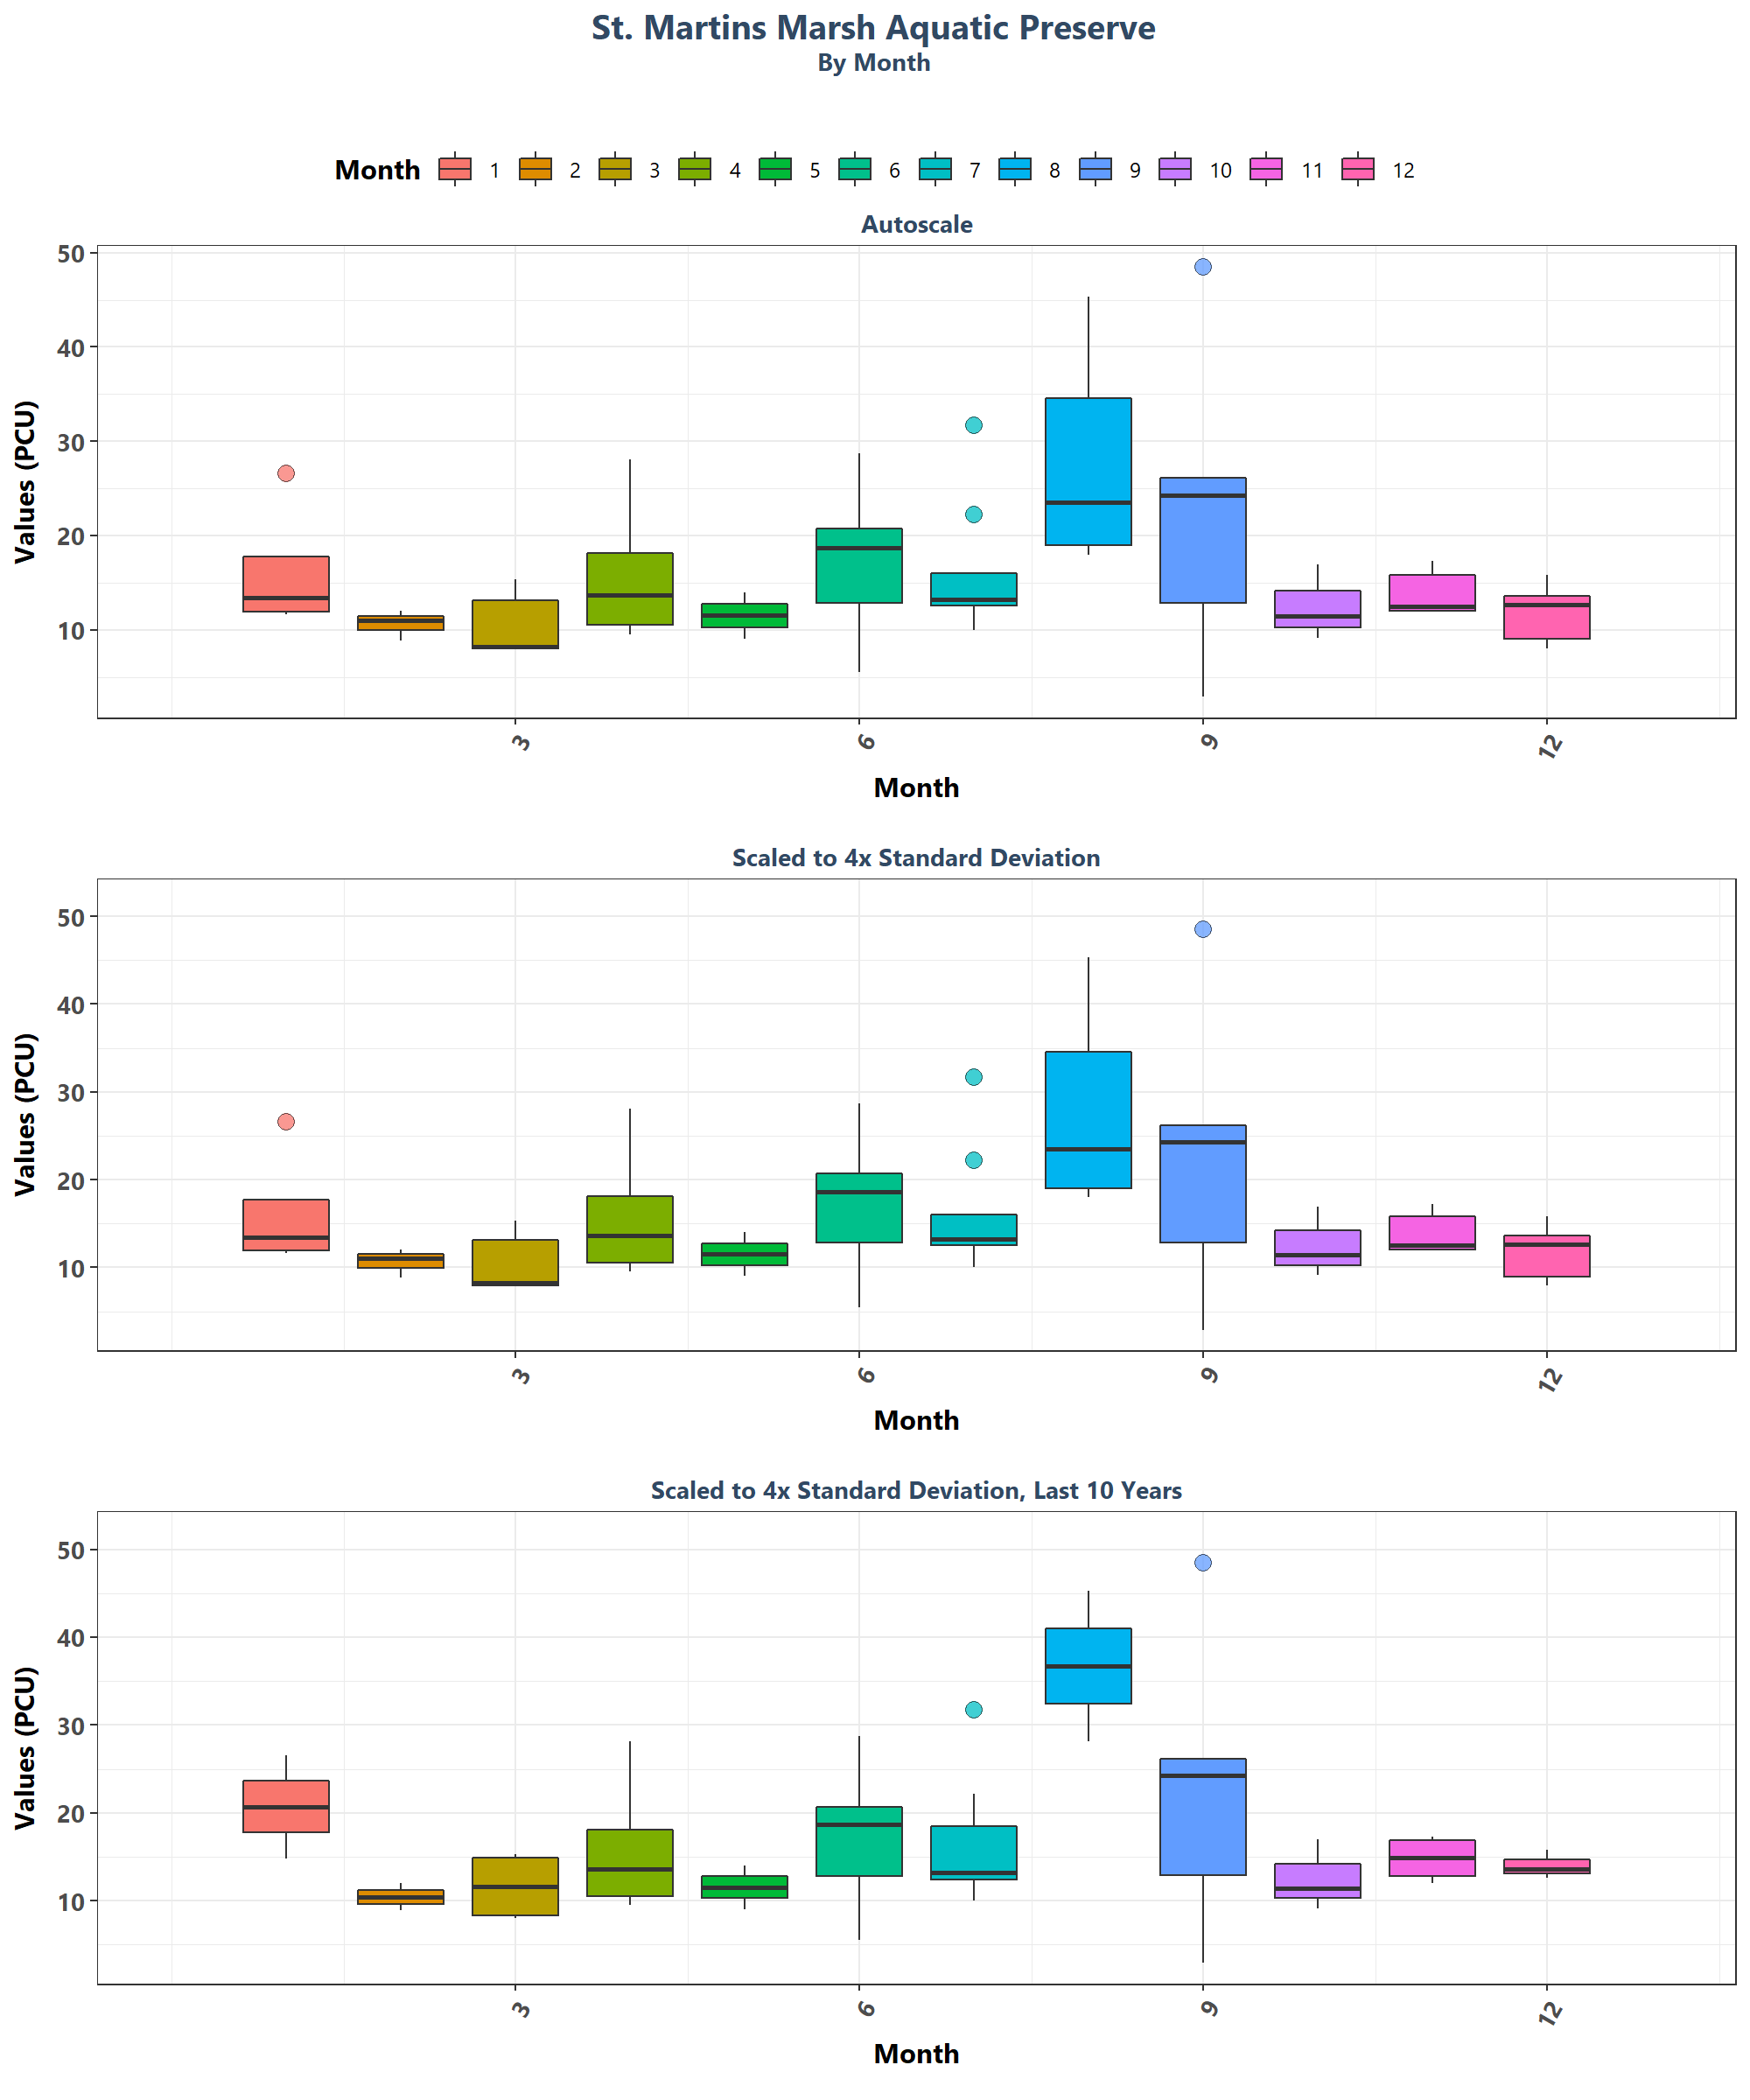 St. Martins Marsh Aquatic Preserve
By Month
Month 1 2 3 4 5 6 7 8 9 10 11 12
Autoscale
50
40
30
20
10
Values (PCU)
3 6 9 12
Month
Scaled to 4x Standard Deviation
50
40
30
20
10
Values (PCU)
3 6 9 12
Month
Scaled to 4x Standard Deviation, Last 10 Years
50
40
30
20
10
Values (PCU)
3 6 9 12
Month